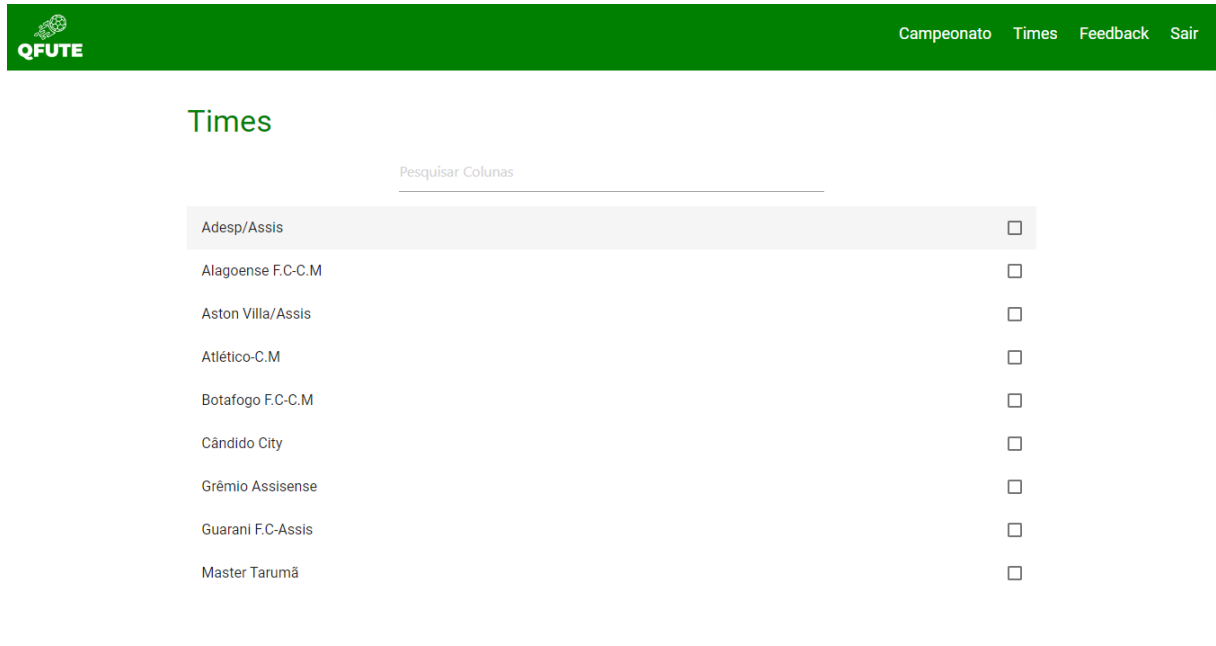 QFUTE
Campeonato Times Feedback Sair
Times
Pesquisar Colunas
Adesp/Assis
Alagoense F.C-C.M
Aston Villa/Assis
Atlético-C.M
Botafogo F.C-C.M
Cândido City
Grêmio Assisense
Guarani F.C-Assis
Master Tarumã